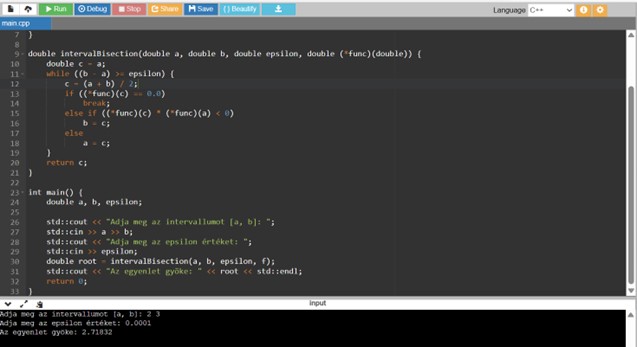 Run Debug Stop Share Save { } Beautify Language C++
main.cpp
7 }
8
9 double intervalBisection(double a, double b, double epsilon, double (*func)(double)) {
10 double c = a;
11 while ((b - a) >= epsilon) {
12 c = (a + b) / 2;
13 if ((*func)(c) == 0.0)
14 break;
15 else if ((*func)(c) * (*func)(a) < 0)
16 b = c;
17 else
18 a = c;
19 }
20 return c;
21 }
22
23 int main() {
24 double a, b, epsilon;
25
26 std::cout << "Adja meg az intervallumot [a, b]: ";
27 std::cin >> a >> b;
28 std::cout << "Adja meg az epsilon értéket: ";
29 std::cin >> epsilon;
30 double root = intervalBisection(a, b, epsilon, f);
31 std::cout << "Az egyenlet gyöke: " << root << std::endl;
32 return 0;
33 }
input
Adja meg az intervallumot [a, b]: 2 3
Adja meg az epsilon értéket: 0.0001
Az egyenlet gyöke: 2.71832